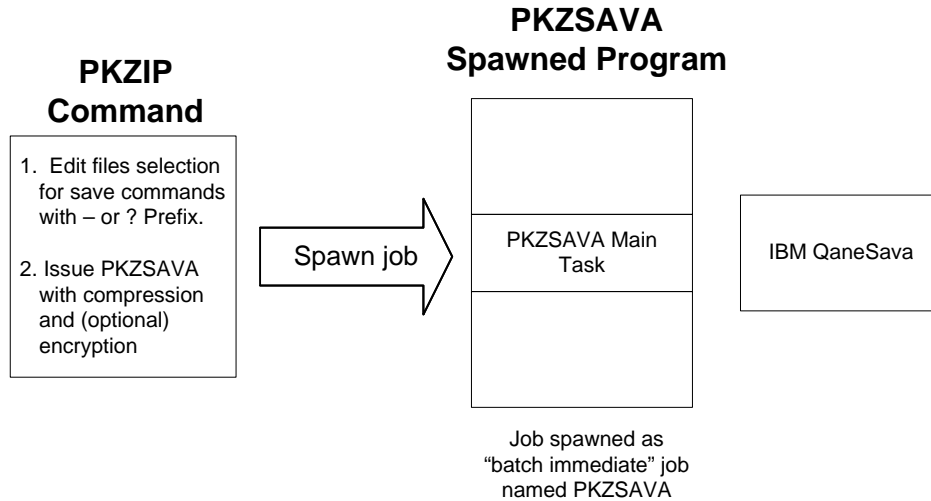 PKZIP
Command
1. Edit files selection
for save commands
with – or ? Prefix.
2. Issue PKZSAVA
with compression
and (optional)
encryption
Spawn job
PKZSAVA
Spawned Program
PKZSAVA Main
Task
Job spawned as
“batch immediate” job
named PKZSAVA
IBM QaneSava